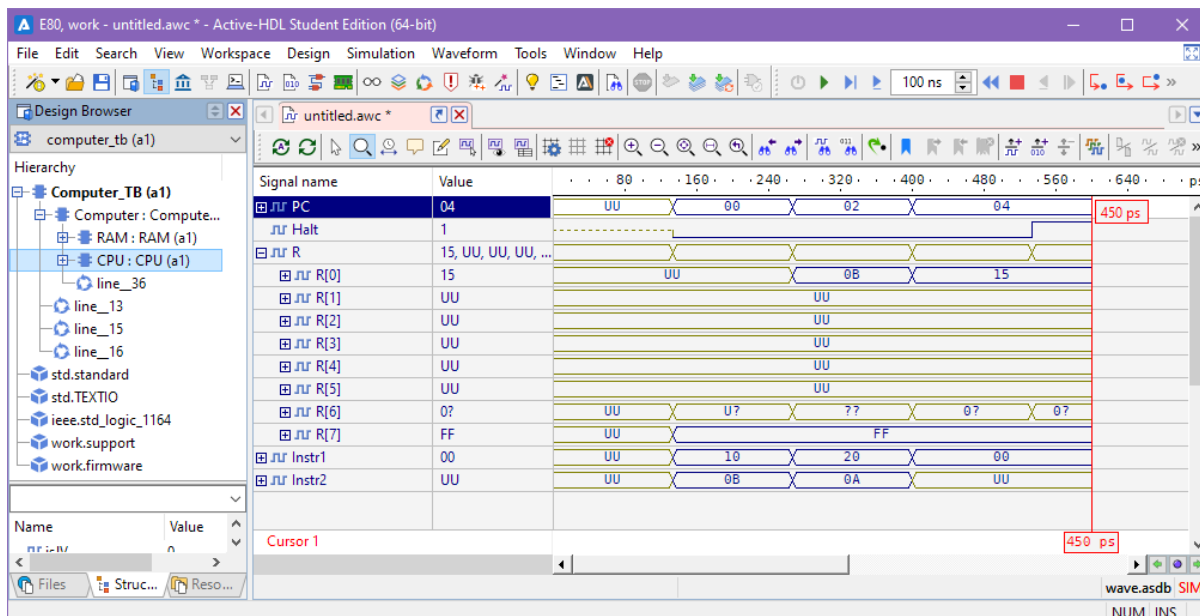 E80, work - untitled.awc * - Active-HDL Student Edition (64-bit)
File Edit Search View Workspace Design Simulation Waveform Tools Window Help
100 ns
Design Browser
untitled.awc *
computer_tb (a1)
Hierarchy
Computer_TB (a1)
Computer : Compute...
RAM : RAM (a1)
CPU : CPU (a1)
line__36
line__13
line__15
line__16
std.standard
std.TEXTIO
ieee.std_logic_1164
work.support
work.firmware
Name Value
Files Struc... Reso...
Signal name Value 80 160 240 320 400 480 560 640 ps
PC 04 UU 00 02 04
450 ps
Halt 1
R 15, UU, UU, UU, ...
R[0] 15 UU 0B 15
R[1] UU UU
R[2] UU UU
R[3] UU UU
R[4] UU UU
R[5] UU UU
R[6] 0? UU U? ?? 0? 0?
R[7] FF UU FF
Instr1 00 UU 10 20 00
Instr2 UU UU 0B 0A UU
Cursor 1 450 ps
wave.asdb SIM
NUM INS